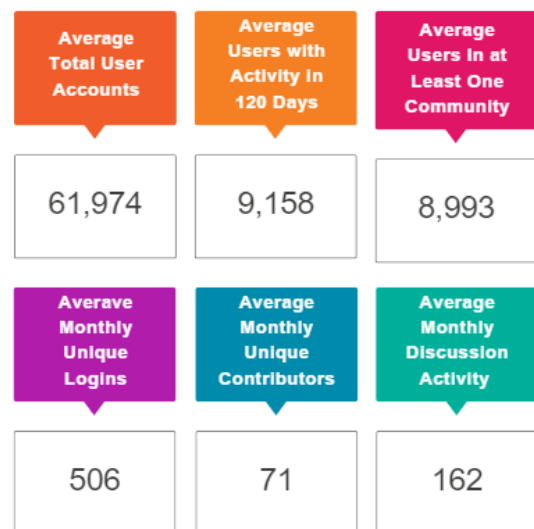 Average
Total User
Accounts
Average
Users with
Activity In
120 Days
Average
Users In at
Least One
Community
61,974
9,158
8,993
Averave
Monthly
Unique
Logins
Average
Monthly
Unique
Contributors
Average
Monthly
Discussion
Activity
506
71
162